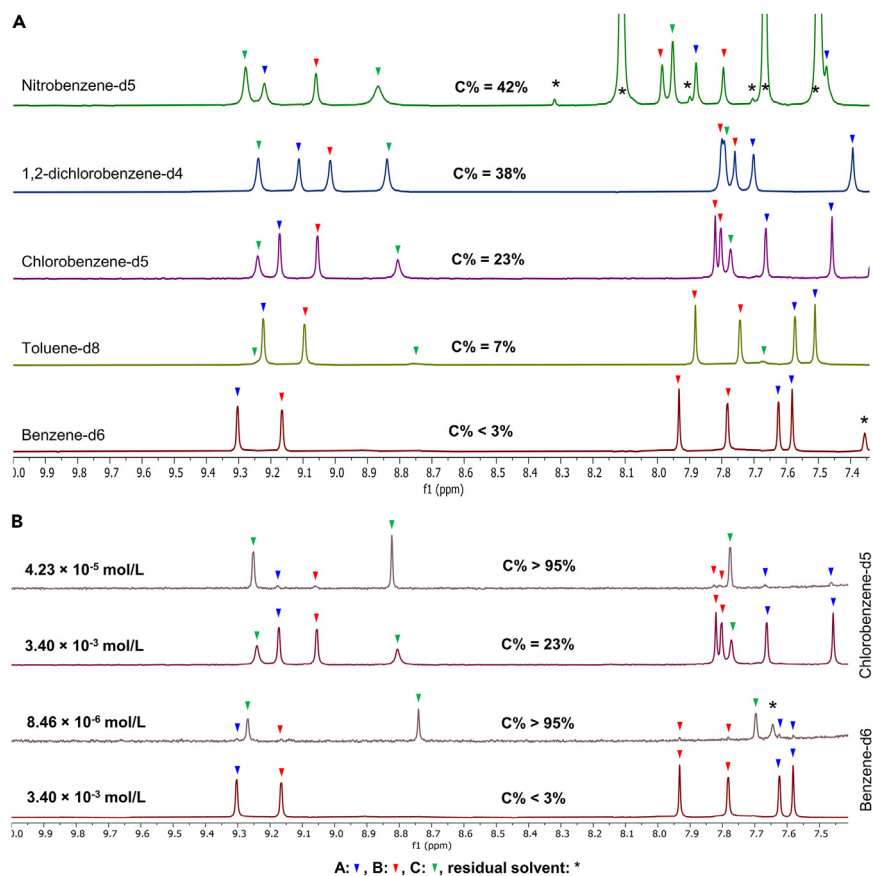 A
Nitrobenzene-d5
C% = 42%
* * * * * *
1,2-dichlorobenzene-d4
C% = 38%
Chlorobenzene-d5
C% = 23%
Toluene-d8
C% = 7%
Benzene-d6
C% < 3%
*
0.0 9.9 9.8 9.7 9.6 9.5 9.4 9.3 9.2 9.1 9.0 8.9 8.8 8.7 8.6 8.5 8.4 8.3 8.2 8.1 8.0 7.9 7.8 7.7 7.6 7.5 7.4
f1 (ppm)
B
4.23 × 10⁻⁵ mol/L
C% > 95%
3.40 × 10⁻³ mol/L
C% = 23%
Chlorobenzene-d5
8.46 × 10⁻⁶ mol/L
C% > 95%
*
3.40 × 10⁻³ mol/L
C% < 3%
Benzene-d6
0.0 9.9 9.8 9.7 9.6 9.5 9.4 9.3 9.2 9.1 9.0 8.9 8.8 8.7 8.6 8.5 8.4 8.3 8.2 8.1 8.0 7.9 7.8 7.7 7.6 7.5
f1 (ppm)
A: , B: , C: , residual solvent: *